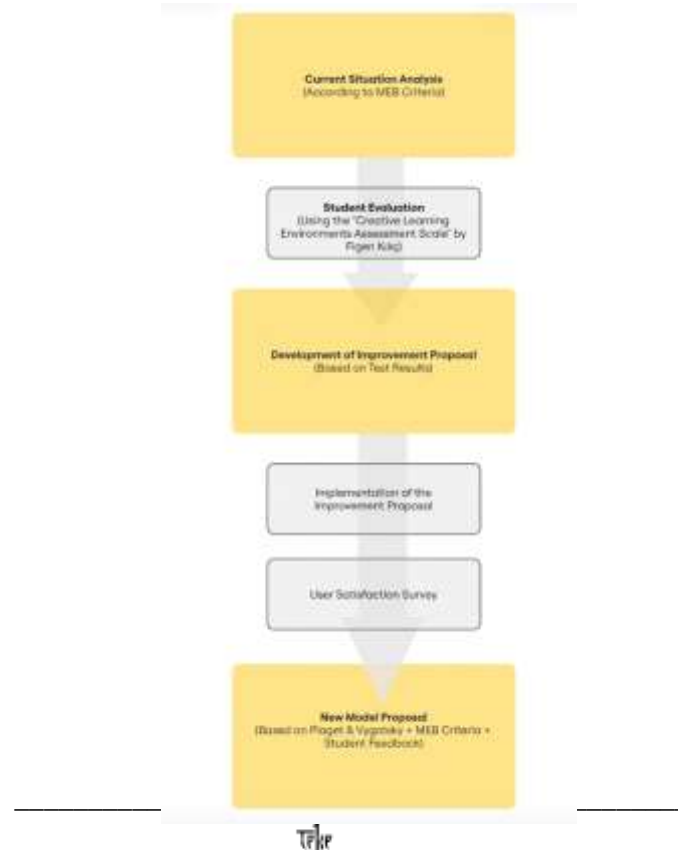 Current Situation Analysis
(According to MEB Criteria)
Student Evaluation
(Using the "Creative Learning
Environments Assessment Scale" by
Figen Kılıç)
Development of Improvement Proposal
(Based on Test Results)
Implementation of the
Improvement Proposal
User Satisfaction Survey
New Model Proposal
(Based on Piaget & Vygotsky + MEB Criteria +
Student Feedback)